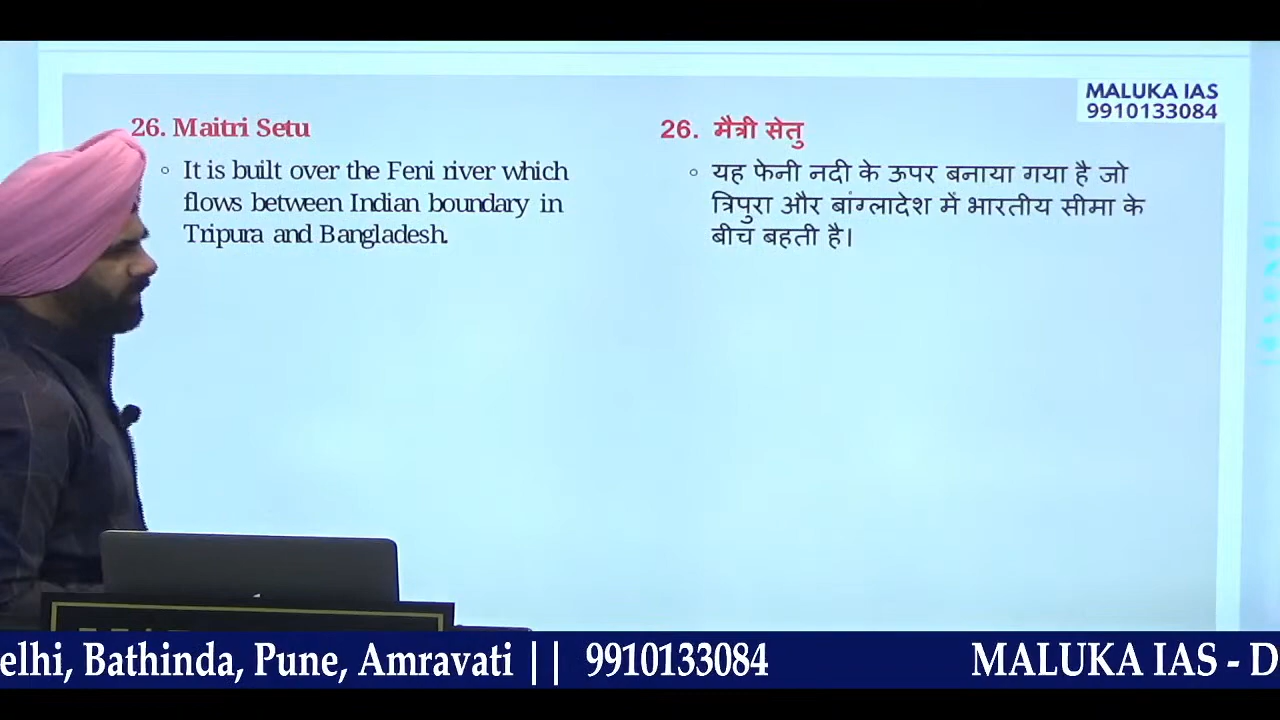 MALUKA IAS
9910133084
26. Maitri Setu
It is built over the Feni river which
flows between Indian boundary in
Tripura and Bangladesh.
26. मैत्री सेतु
यह फेनी नदी के ऊपर बनाया गया है जो
त्रिपुरा और बांग्लादेश में भारतीय सीमा के
बीच बहती है।
elhi, Bathinda, Pune, Amravati || 9910133084 MALUKA IAS - D